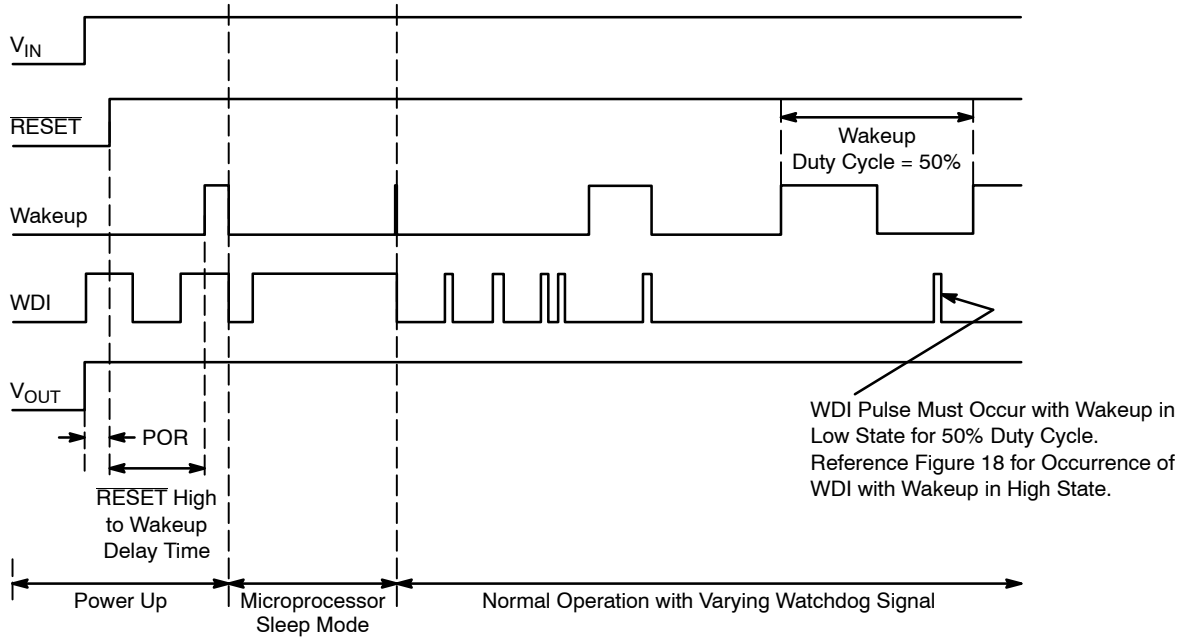 VIN
RESET
Wakeup
Duty Cycle = 50%
Wakeup
WDI
VOUT
POR
RESET High
to Wakeup
Delay Time
WDI Pulse Must Occur with Wakeup in
Low State for 50% Duty Cycle.
Reference Figure 18 for Occurrence of
WDI with Wakeup in High State.
Power Up
Microprocessor
Sleep Mode
Normal Operation with Varying Watchdog Signal